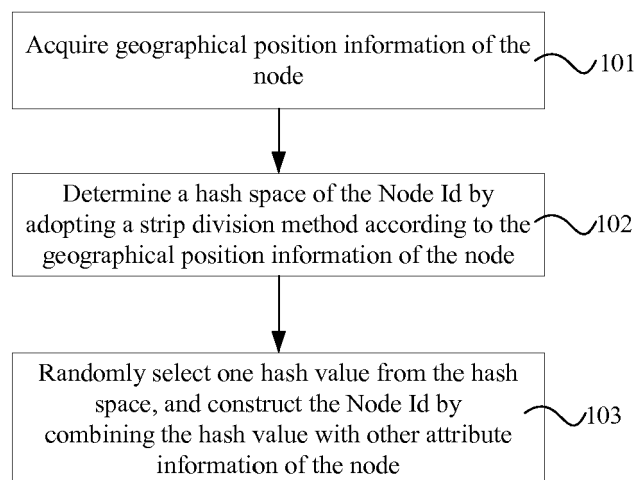 Acquire geographical position information of the
node
101
Determine a hash space of the Node Id by
adopting a strip division method according to the
geographical position information of the node
102
Randomly select one hash value from the hash
space, and construct the Node Id by
combining the hash value with other attribute
information of the node
103